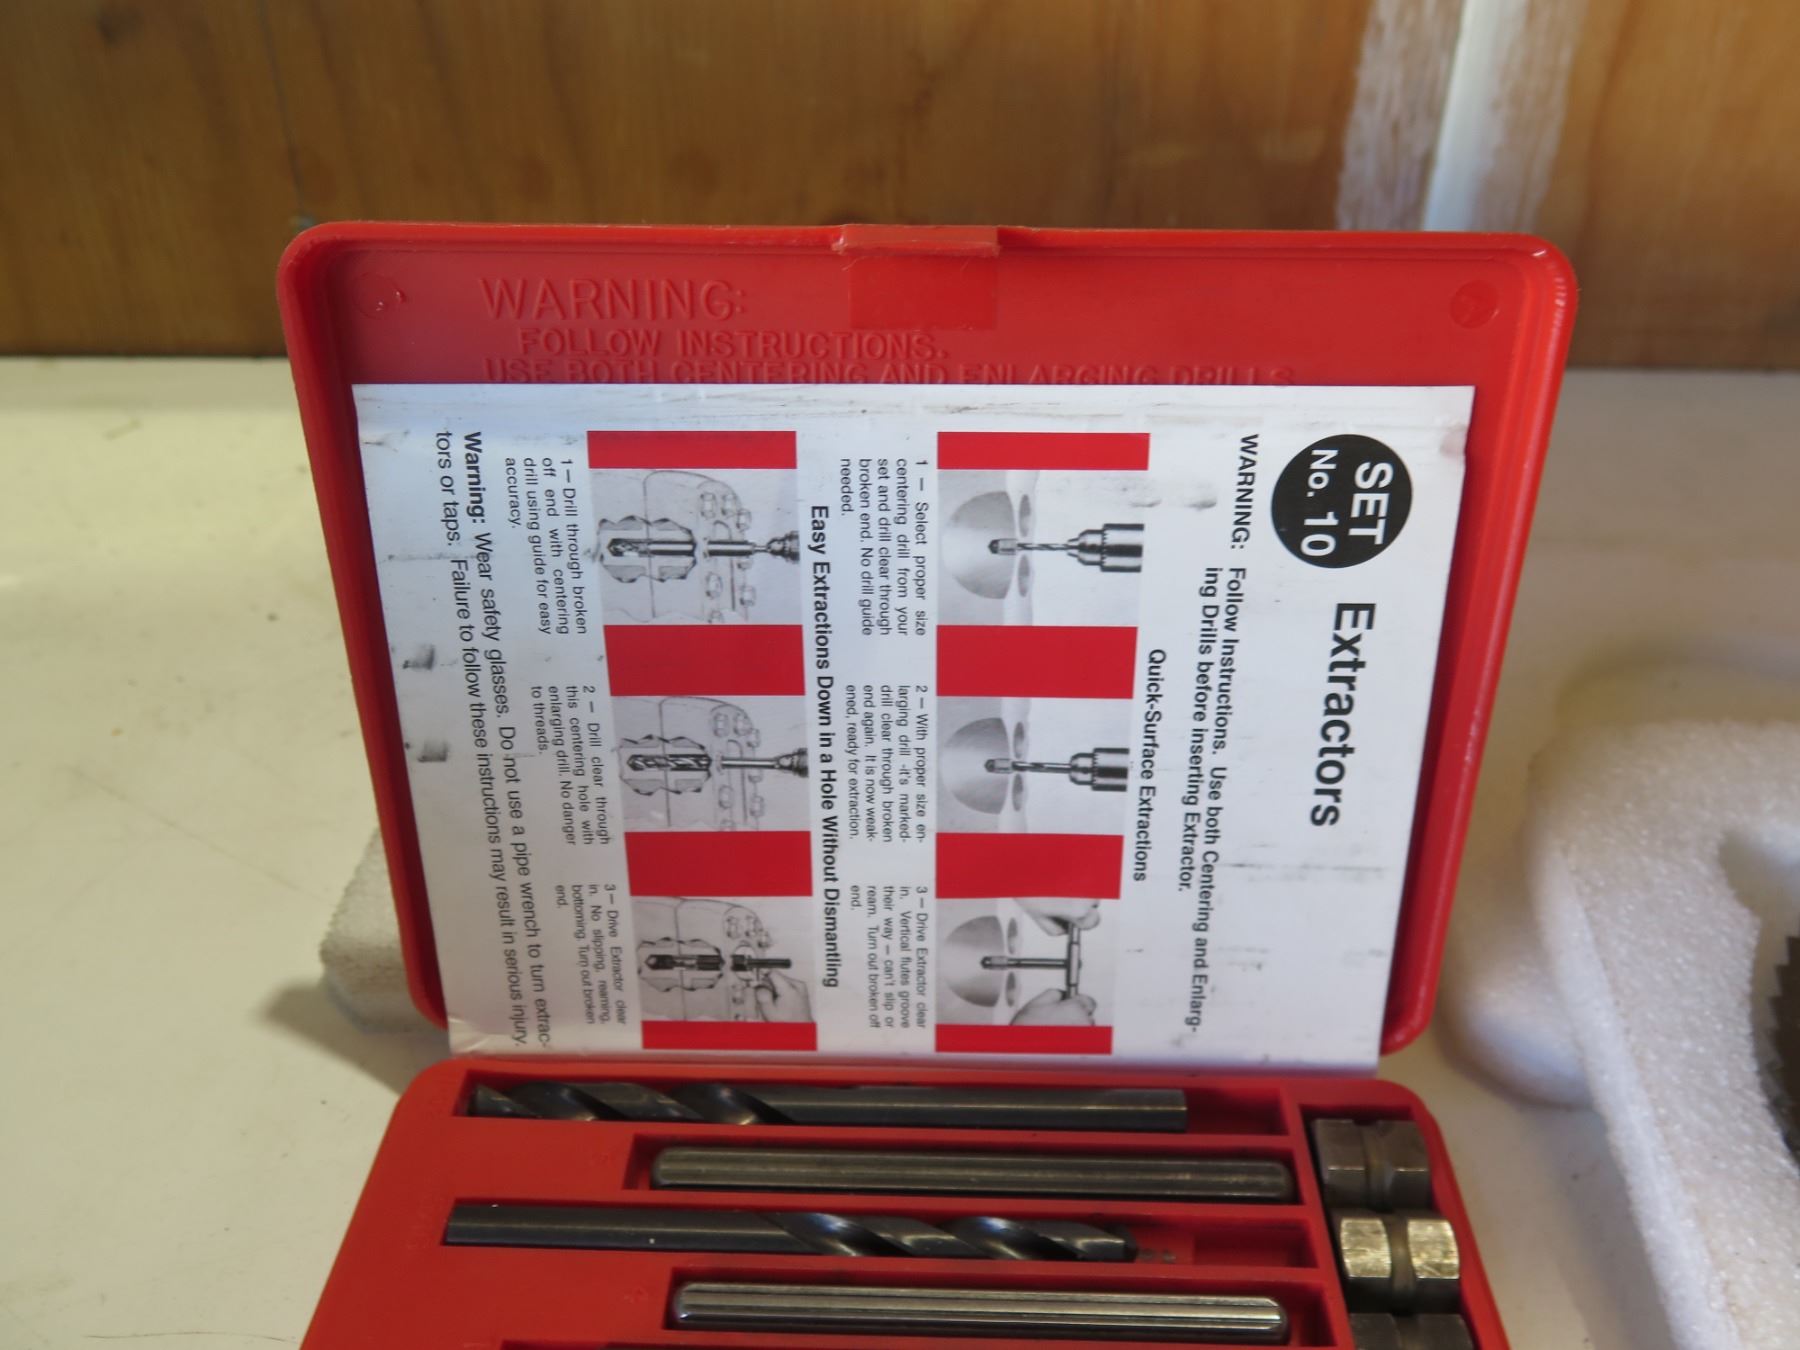 WARNING:
FOLLOW INSTRUCTIONS.
USE BOTH CENTERING AND ENLARGING DRILLS
SET
No. 10
Extractors
WARNING: Follow Instructions. Use both Centering and Enlarg-
ing Drills before inserting Extractor.
Quick-Surface Extractions
1 — Select proper size
centering drill from your
set and drill clear through
broken end. No drill guide
needed.
2 — With proper size en-
larging drill -it's marked-
drill clear through broken
end again. It is now weak-
ened, ready for extraction.
3 — Drive Extractor clear
in. Vertical flutes groove
their way — can't slip or
ream. Turn out broken off
end.
Easy Extractions Down in a Hole Without Dismantling
1 — Drill through broken
off end with centering
drill using guide for easy
accuracy.
2 — Drill clear through
this centering hole with
enlarging drill. No danger
to threads.
3 — Drive Extractor clear
in. No slipping, reaming,
bottoming. Turn out broken
end.
Warning: Wear safety glasses. Do not use a pipe wrench to turn extrac-
tors or taps. Failure to follow these instructions may result in serious injury.